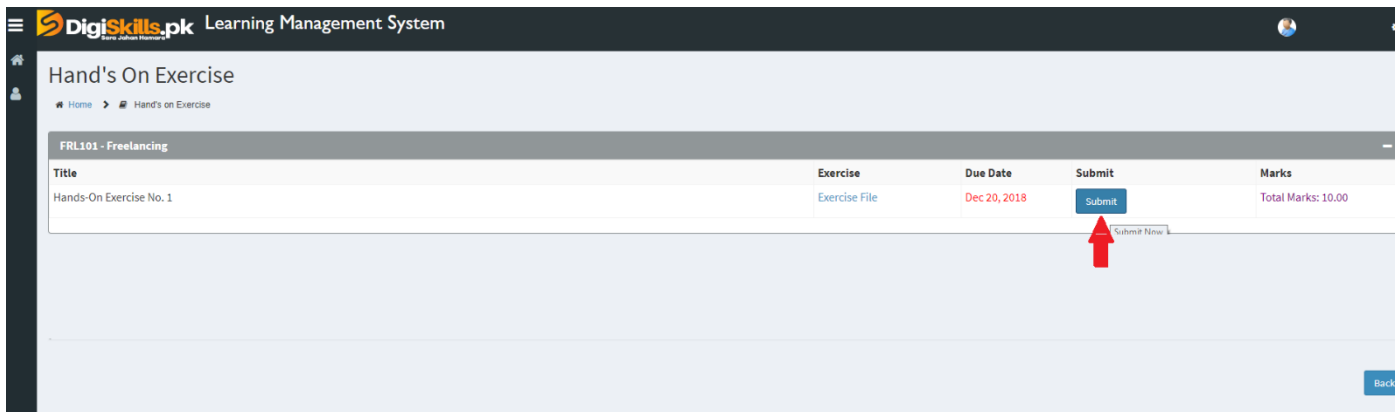 DigiSkills.pk Learning Management System
Sara Jahan Hamara
Hand's On Exercise
Home > Hand's on Exercise
FRL101 - Freelancing
Title Exercise Due Date Submit Marks
Hands-On Exercise No. 1 Exercise File Dec 20, 2018 Submit Total Marks: 10.00
Submit Now
Back